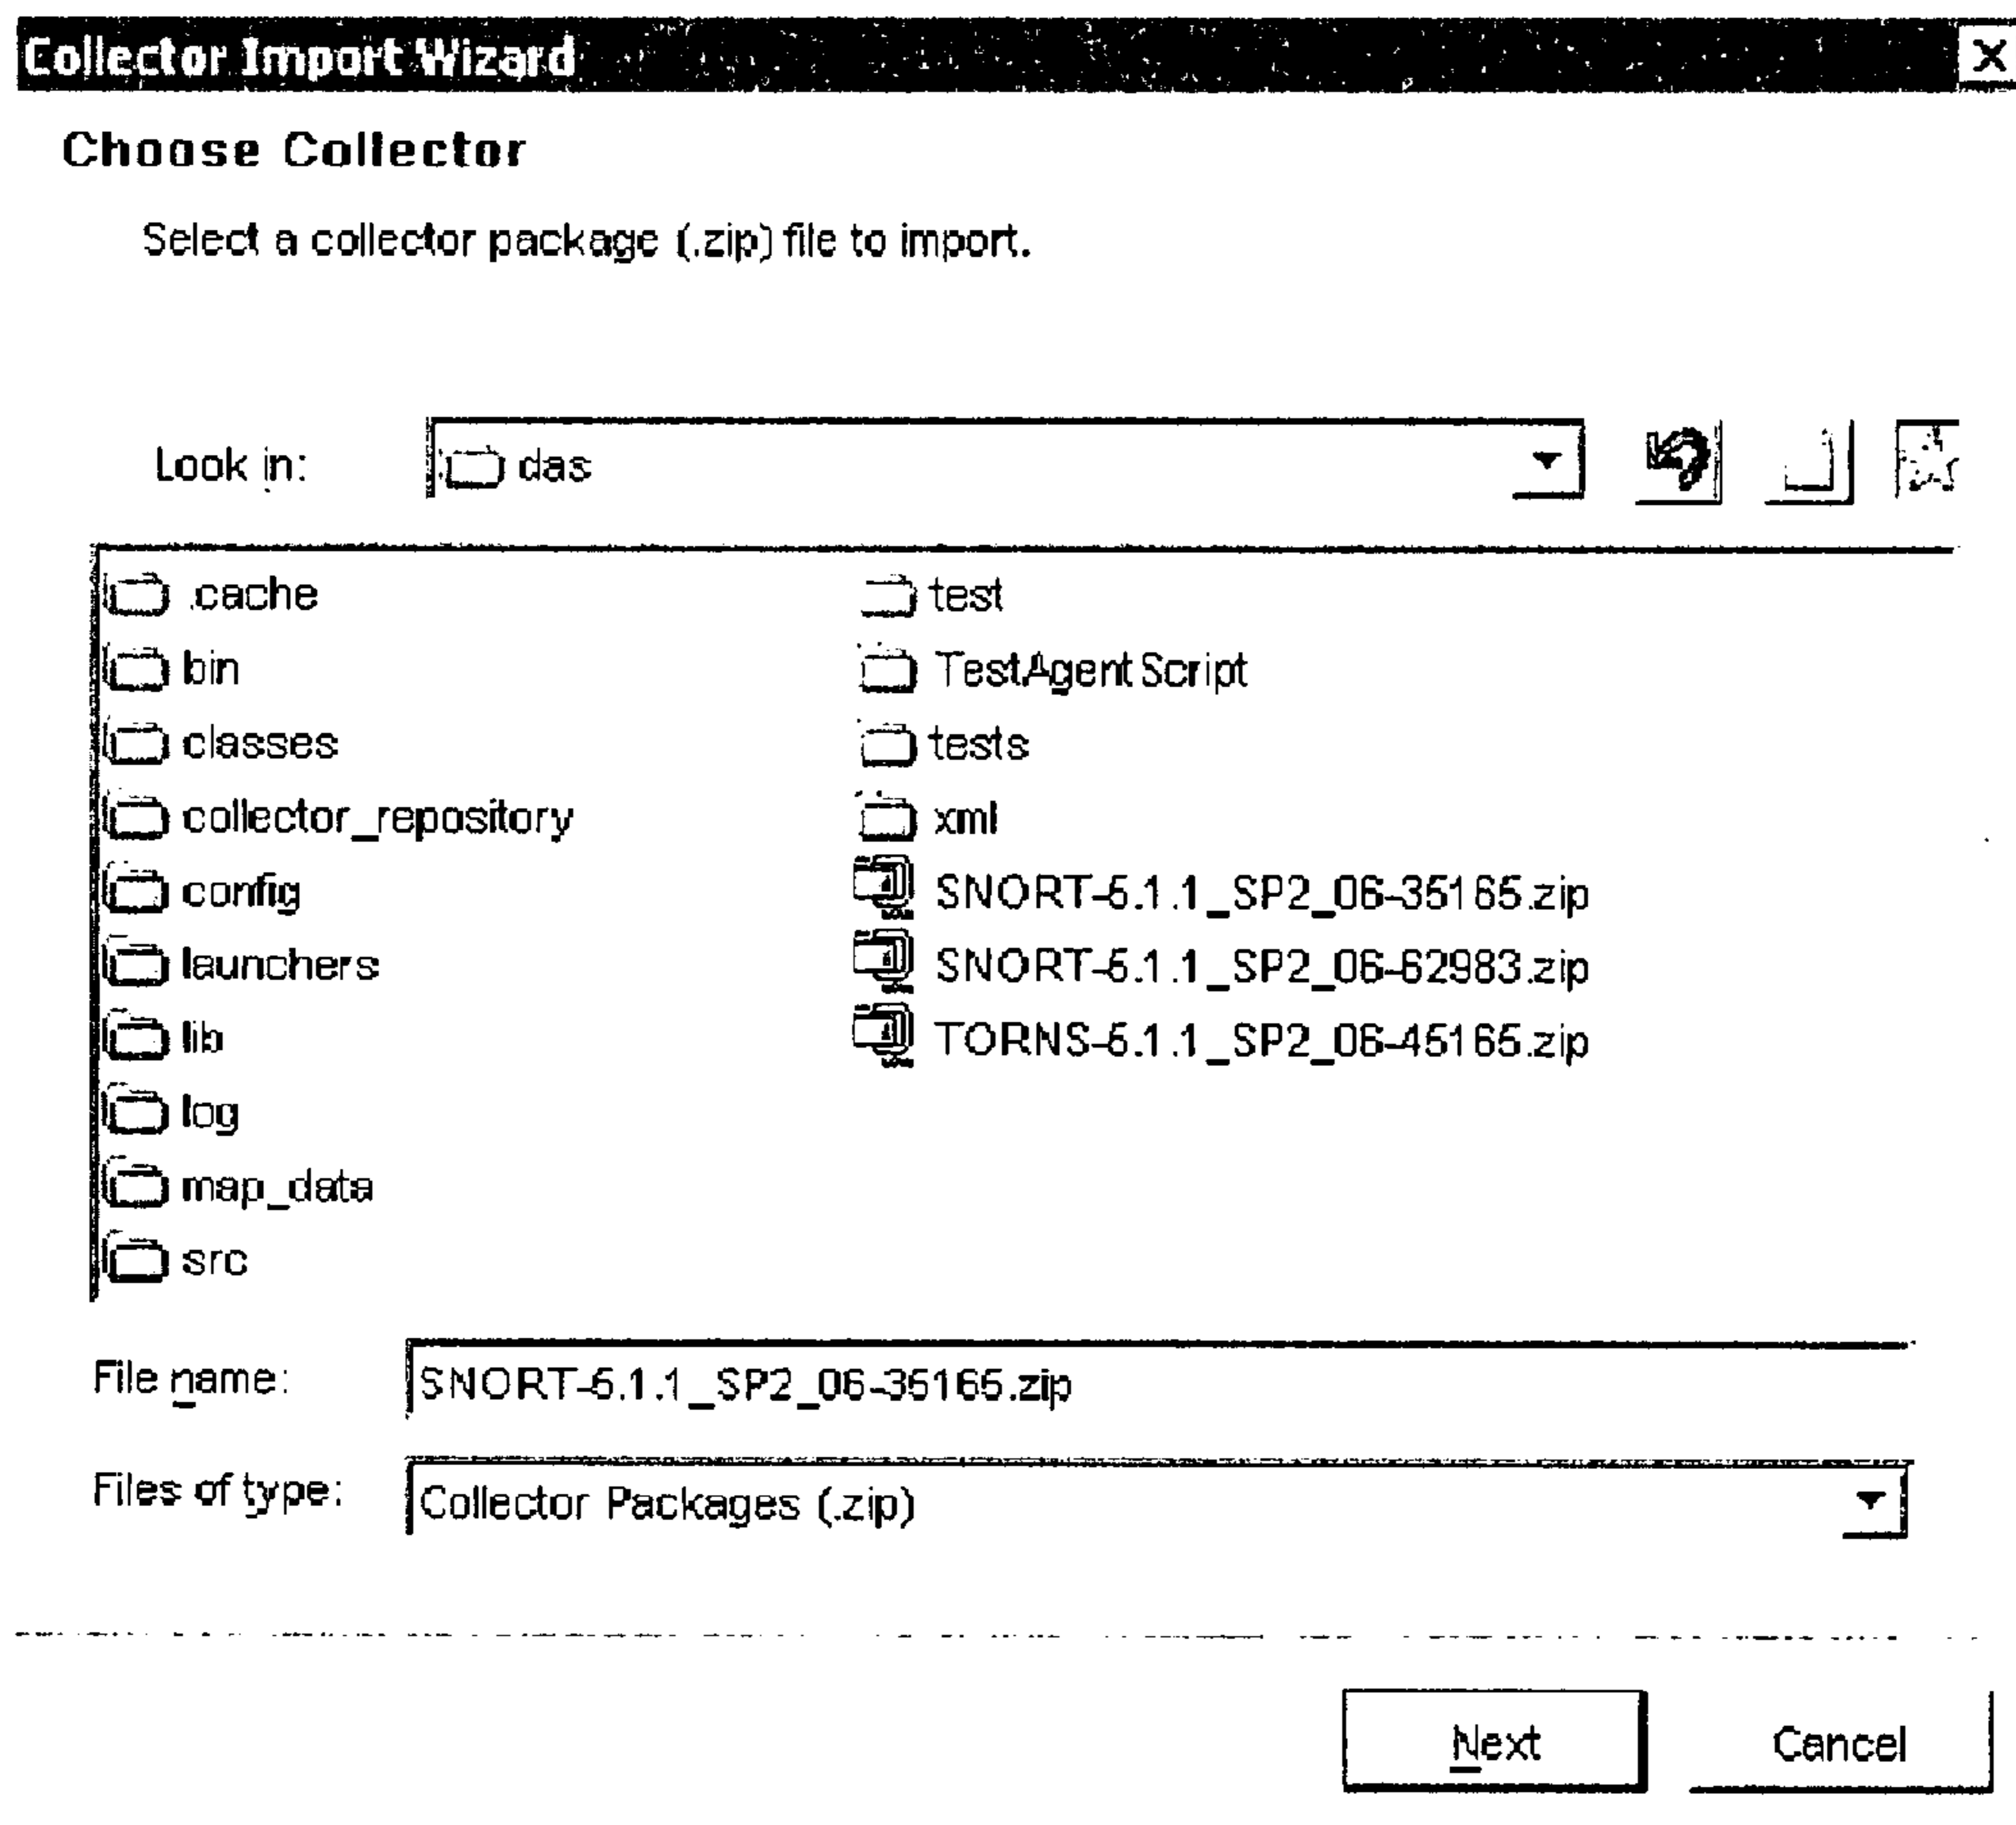 Collector Import Wizard
Choose Collector
Select a collector package (.zip) file to import.
Look in:
das
.cache
bin
classes
collector_repository
config
launchers
lib
log
map_data
src
test
TestAgentScript
tests
xml
SNORT-5.1.1_SP2_06-35165.zip
SNORT-5.1.1_SP2_06-62983.zip
TORNS-5.1.1_SP2_06-45165.zip
File name:
SNORT-5.1.1_SP2_06-35165.zip
Files of type:
Collector Packages (.zip)
Next
Cancel